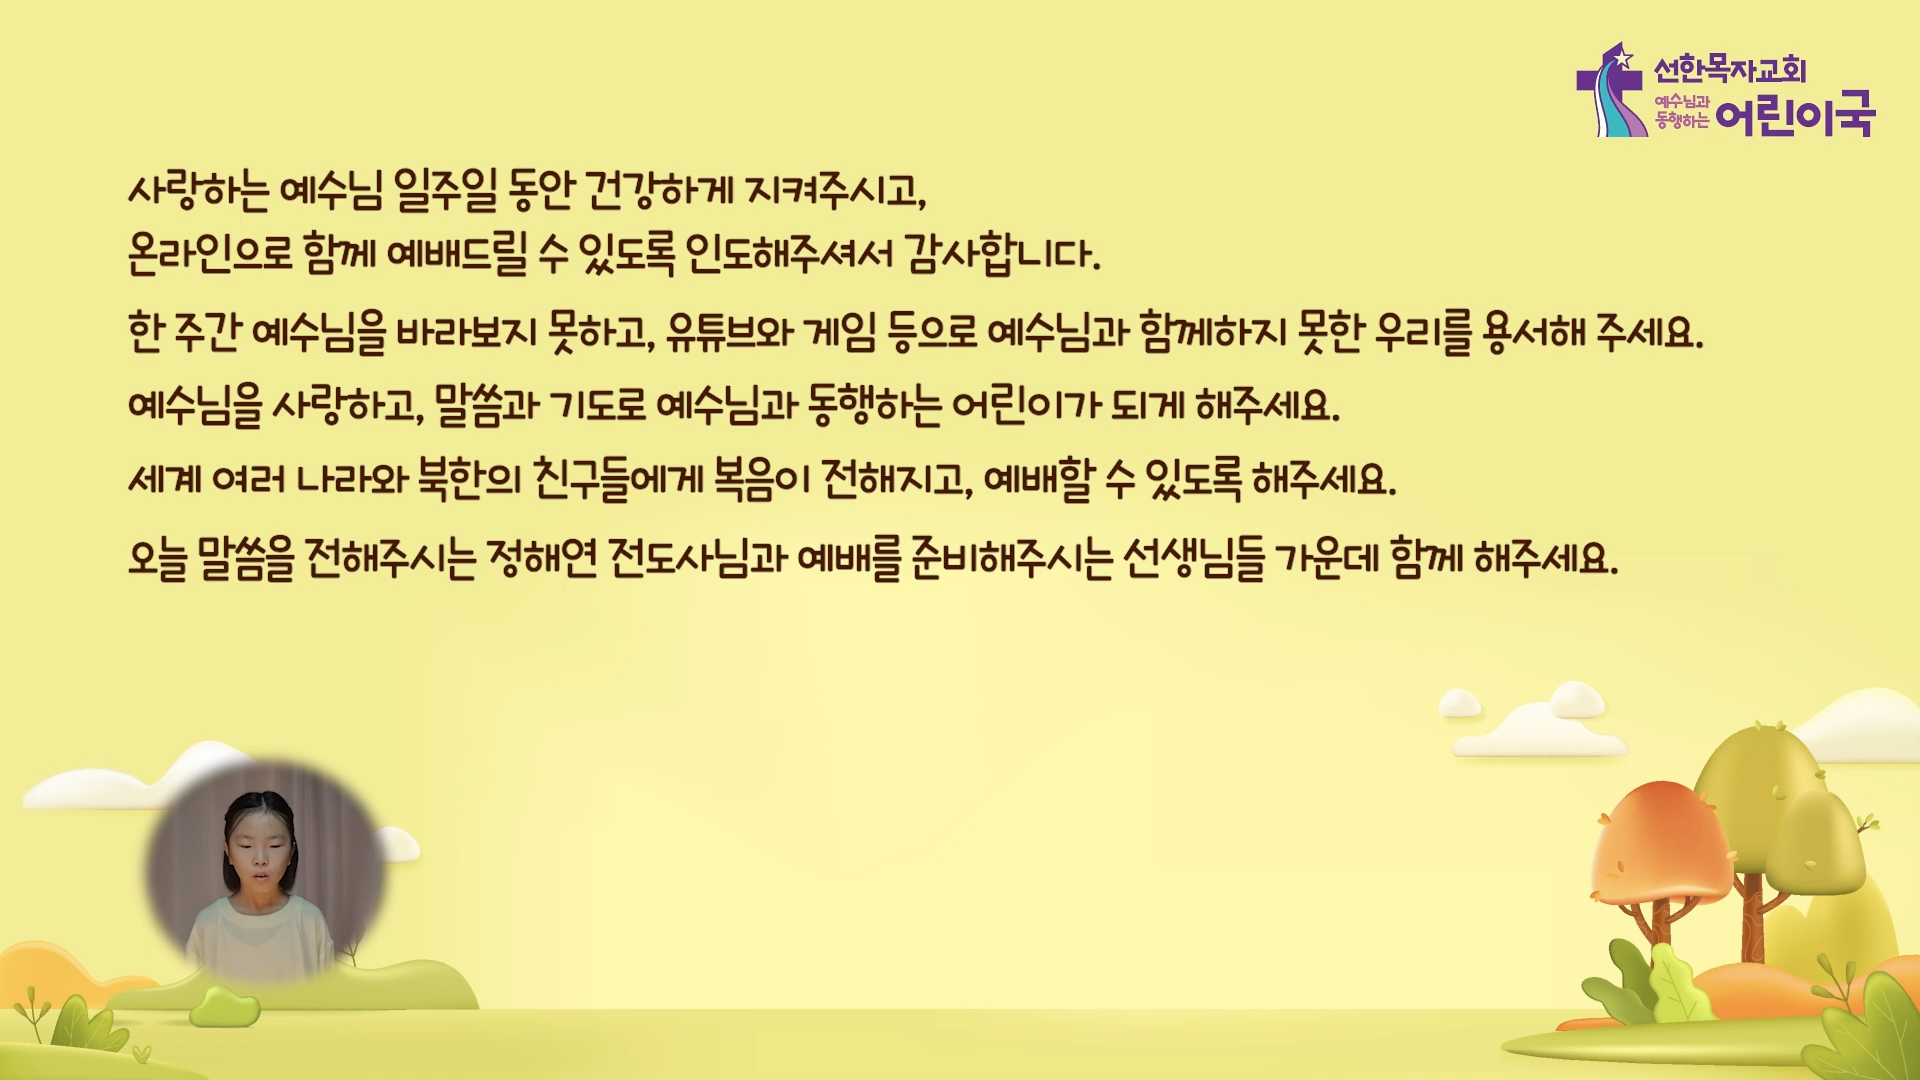 선한목자교회
예수님과
동행하는 어린이국
사랑하는 예수님 일주일 동안 건강하게 지켜주시고,
온라인으로 함께 예배드릴 수 있도록 인도해주셔서 감사합니다.
한 주간 예수님을 바라보지 못하고, 유튜브와 게임 등으로 예수님과 함께하지 못한 우리를 용서해 주세요.
예수님을 사랑하고, 말씀과 기도로 예수님과 동행하는 어린이가 되게 해주세요.
세계 여러 나라와 북한의 친구들에게 복음이 전해지고, 예배할 수 있도록 해주세요.
오늘 말씀을 전해주시는 정해연 전도사님과 예배를 준비해주시는 선생님들 가운데 함께 해주세요.